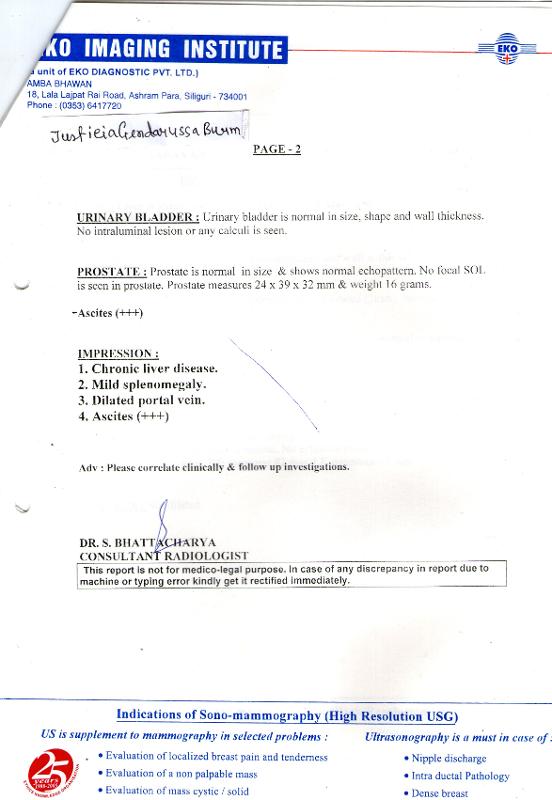 EKO IMAGING INSTITUTE
EKO
unit of EKO DIAGNOSTIC PVT. LTD.)
AMBA BHAWAN
18, Lala Lajpat Rai Road, Ashram Para, Siliguri - 734001
Phone : (0353) 6417720
Justicia Gendarussa Burm
PAGE - 2
URINARY BLADDER : Urinary bladder is normal in size, shape and wall thickness.
No intraluminal lesion or any calculi is seen.
PROSTATE : Prostate is normal in size & shows normal echopattern. No focal SOL
is seen in prostate. Prostate measures 24 x 39 x 32 mm & weight 16 grams.
-Ascites (+++)
IMPRESSION :
1. Chronic liver disease.
2. Mild splenomegaly.
3. Dilated portal vein.
4. Ascites (+++)
Adv : Please correlate clinically & follow up investigations.
DR. S. BHATTACHARYA
CONSULTANT RADIOLOGIST
This report is not for medico-legal purpose. In case of any discrepancy in report due to
machine or typing error kindly get it rectified immediately.
Indications of Sono-mammography (High Resolution USG)
US is supplement to mammography in selected problems :
• Evaluation of localized breast pain and tenderness
• Evaluation of a non palpable mass
• Evaluation of mass cystic / solid
Ultrasonography is a must in case of :
• Nipple discharge
• Intra ductal Pathology
• Dense breast
25
years